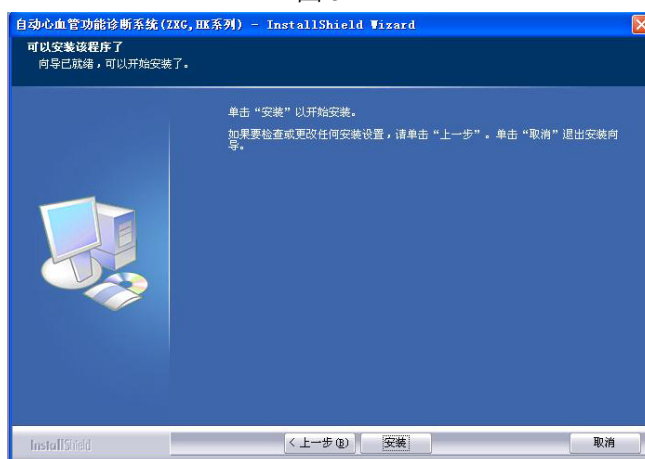 自动心血管功能诊断系统(ZXG,HK系列) - InstallShield Wizard
可以安装该程序了
向导已就绪，可以开始安装了。
单击“安装”以开始安装。
如果要检查或更改任何安装设置，请单击“上一步”。单击“取消”退出安装向
导。
InstallShield
< 上一步(B) 安装 取消